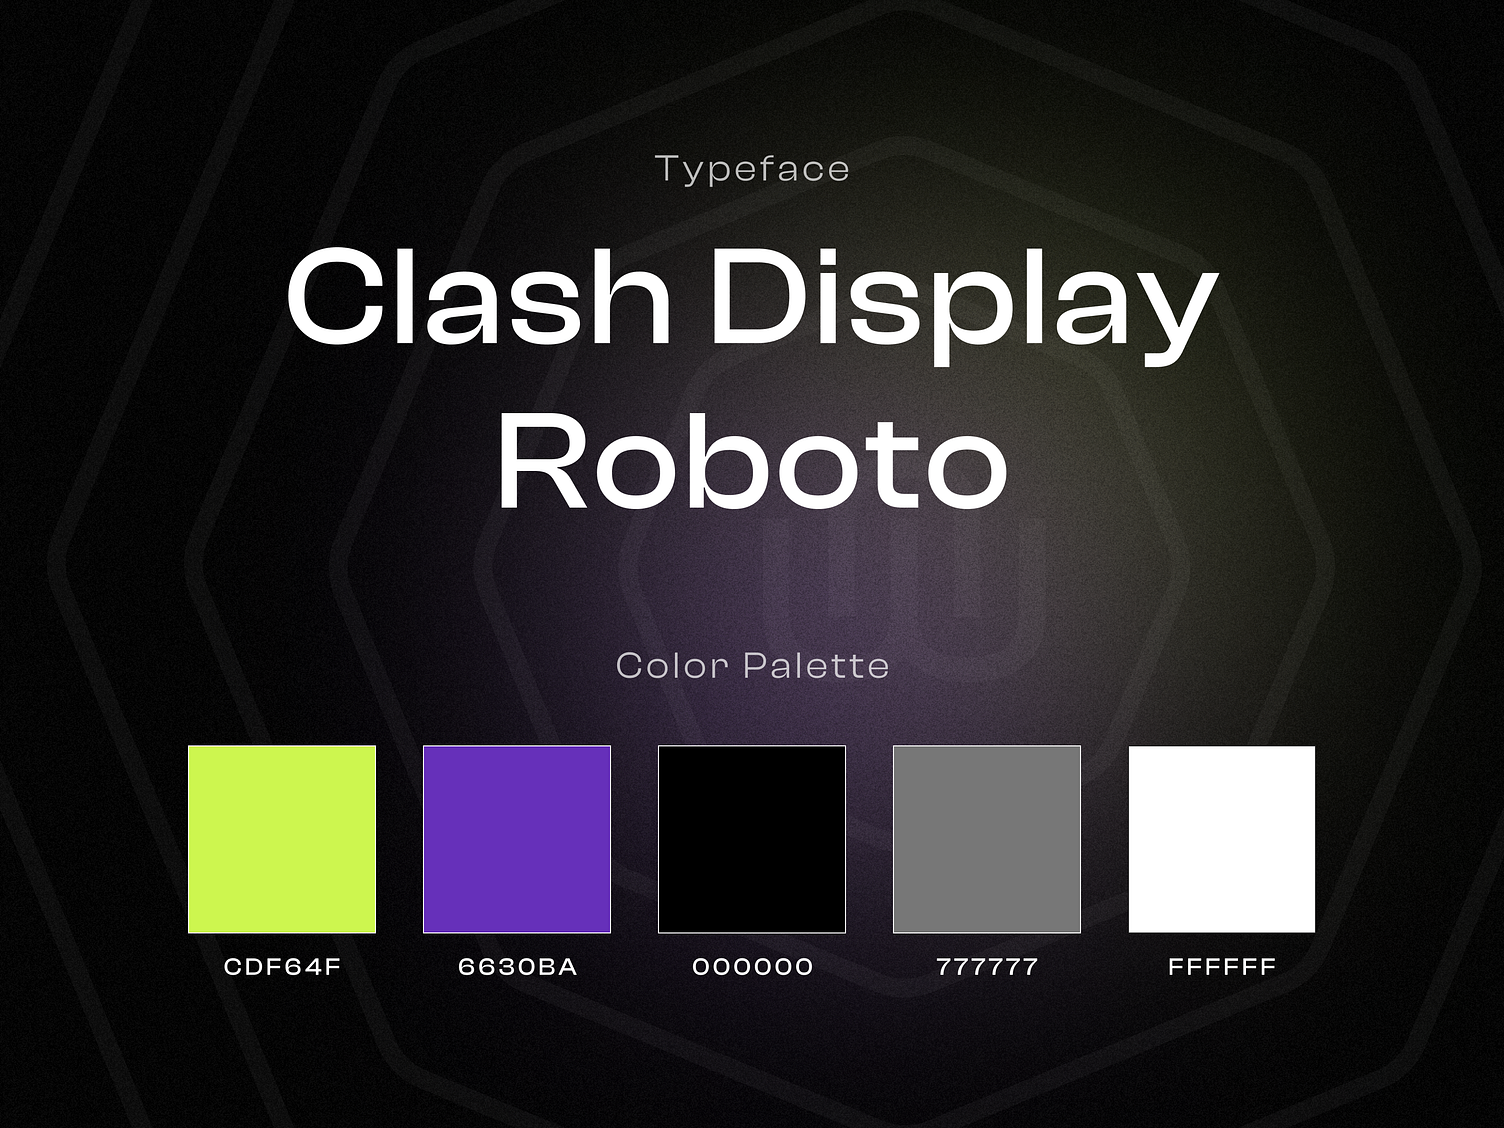 Typeface
Clash Display
Roboto
Color Palette
CDF64F
6630BA
000000
777777
FFFFFF